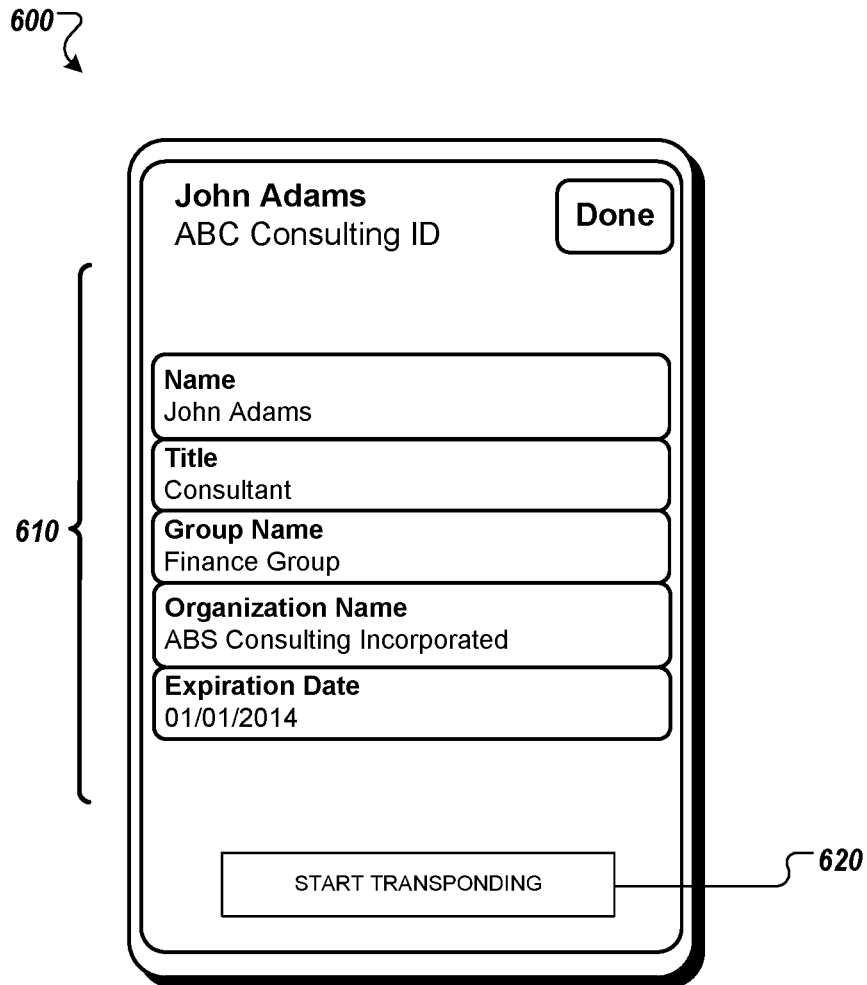 600
John Adams
ABC Consulting ID
Done
Name
John Adams
Title
Consultant
Group Name
Finance Group
610
Organization Name
ABS Consulting Incorporated
Expiration Date
01/01/2014
START TRANSPONDING
620